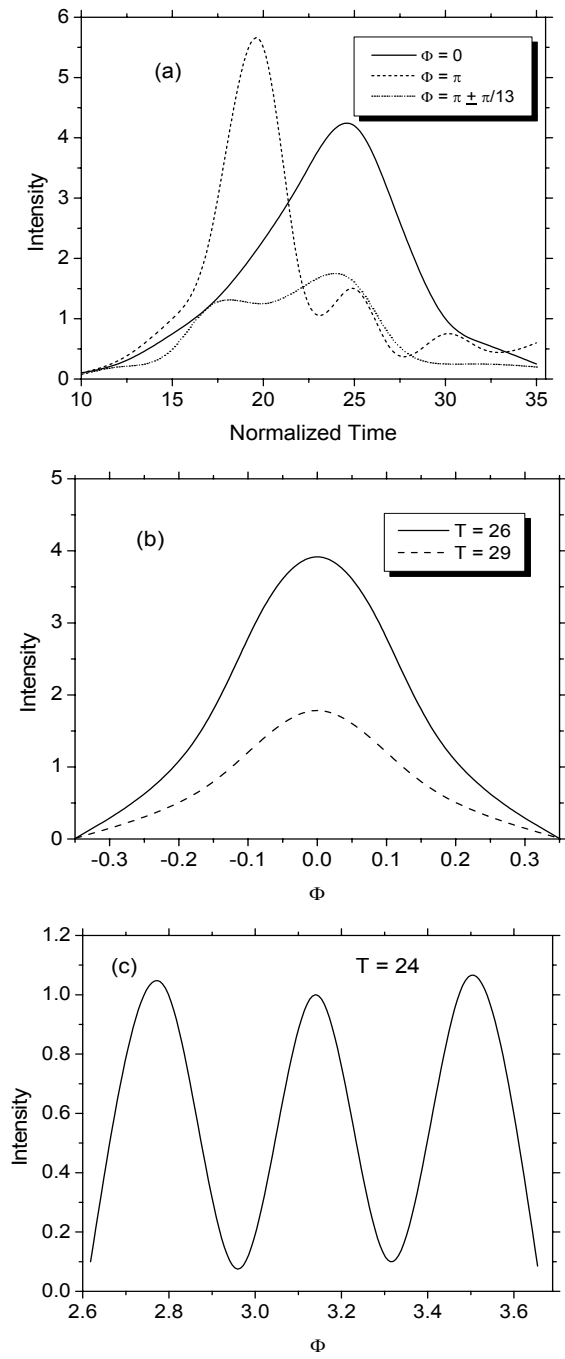 6
5
4
3
2
1
0
Intensity
(a)
Φ = 0
Φ = π
Φ = π ± π/13
10 15 20 25 30 35
Normalized Time
5
4
3
2
1
0
Intensity
(b)
T = 26
T = 29
-0.3 -0.2 -0.1 0.0 0.1 0.2 0.3
Φ
1.2
1.0
0.8
0.6
0.4
0.2
0.0
Intensity
(c) T = 24
2.6 2.8 3.0 3.2 3.4 3.6
Φ